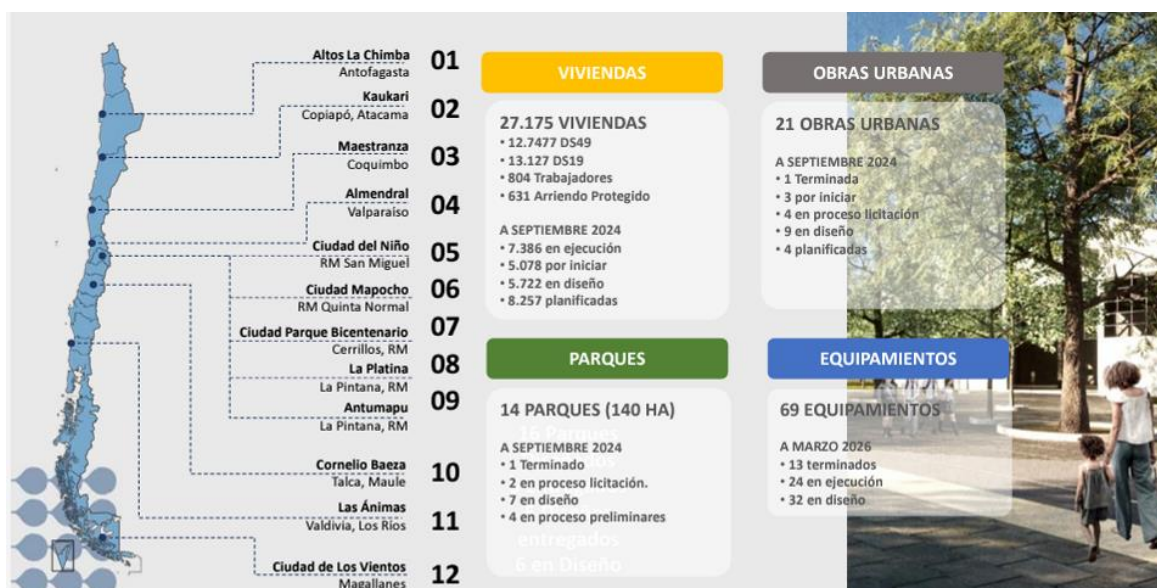 Altos La Chimba
Antofagasta
01
Kaukari
Copiapó, Atacama
02
Maestranza
Coquimbo
03
Almendral
Valparaíso
04
Ciudad del Niño
RM San Miguel
05
Ciudad Mapocho
RM Quinta Normal
06
Ciudad Parque Bicentenario
Cerrillos, RM
07
La Platina
La Pintana, RM
08
Antumapu
La Pintana, RM
09
Cornelio Baeza
Talca, Maule
10
Las Ánimas
Valdivia, Los Ríos
11
Ciudad de Los Vientos
Magallanes
12
VIVIENDAS
27.175 VIVIENDAS
• 12.7477 DS49
• 13.127 DS19
• 804 Trabajadores
• 631 Arriendo Protegido
A SEPTIEMBRE 2024
• 7.386 en ejecución
• 5.078 por iniciar
• 5.722 en diseño
• 8.257 planificadas
OBRAS URBANAS
21 OBRAS URBANAS
A SEPTIEMBRE 2024
• 1 Terminada
• 3 por iniciar
• 4 en proceso licitación
• 9 en diseño
• 4 planificadas
PARQUES
14 PARQUES (140 HA)
16 Parques
A SEPTIEMBRE 2024
• 1 Terminado
• 2 en proceso licitación.
• 7 en diseño
• 4 en proceso preliminares
entregados
6 en Diseño
EQUIPAMIENTOS
69 EQUIPAMIENTOS
A MARZO 2026
• 13 terminados
• 24 en ejecución
• 32 en diseño